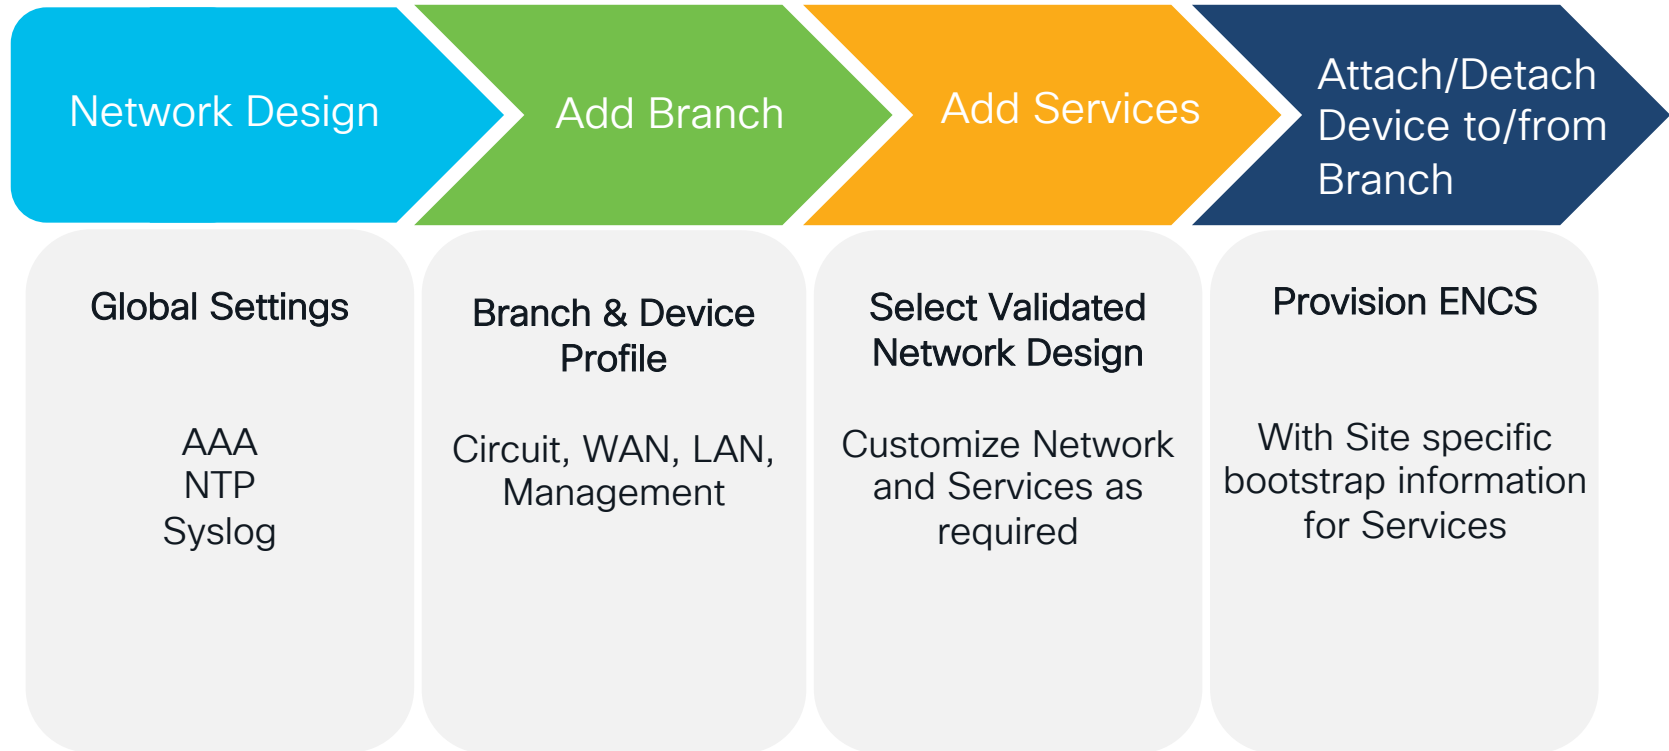 Network Design
Add Branch
Add Services
Attach/Detach
Device to/from
Branch
Global Settings
AAA
NTP
Syslog
Branch & Device
Profile
Circuit, WAN, LAN,
Management
Select Validated
Network Design
Customize Network
and Services as
required
Provision ENCS
With Site specific
bootstrap information
for Services